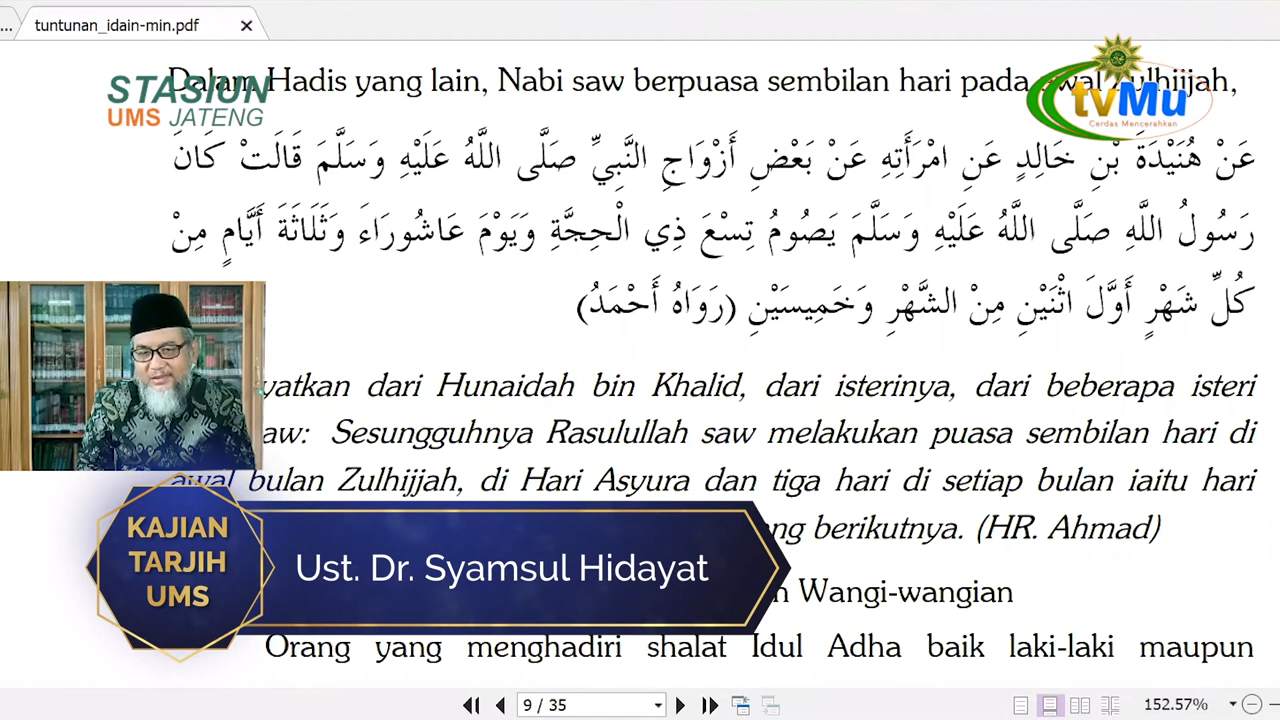 tuntunan_idain-min.pdf
STASIUN
UMS JATENG
tvMu
Cerdas Mencerahkan
Dalam Hadis yang lain, Nabi saw berpuasa sembilan hari pada awal Zulhijjah,
عَنْ هُنَيْدَةَ بْنِ خَالِدٍ عَنِ امْرَأَتِهِ عَنْ بَعْضِ أَزْوَاجِ النَّبِيِّ صَلَّى اللَّهُ عَلَيْهِ وَسَلَّمَ قَالَتْ كَانَ
رَسُولُ اللَّهِ صَلَّى اللَّهُ عَلَيْهِ وَسَلَّمَ يَصُومُ تِسْعَ ذِي الْحِجَّةِ وَيَوْمَ عَاشُورَاءَ وَثَلَاثَةَ أَيَّامٍ مِنْ
كُلِّ شَهْرٍ أَوَّلَ اثْنَيْنِ مِنْ الشَّهْرِ وَخَمِيسَيْنِ (رَوَاهُ أَحْمَدُ)
yatkan dari Hunaidah bin Khalid, dari isterinya, dari beberapa isteri
aw: Sesungguhnya Rasulullah saw melakukan puasa sembilan hari di
awal bulan Zulhijjah, di Hari Asyura dan tiga hari di setiap bulan iaitu hari
ng berikutnya. (HR. Ahmad)
KAJIAN
TARJIH
UMS
Ust. Dr. Syamsul Hidayat
n Wangi-wangian
Orang yang menghadiri shalat Idul Adha baik laki-laki maupun
9 / 35
152.57%